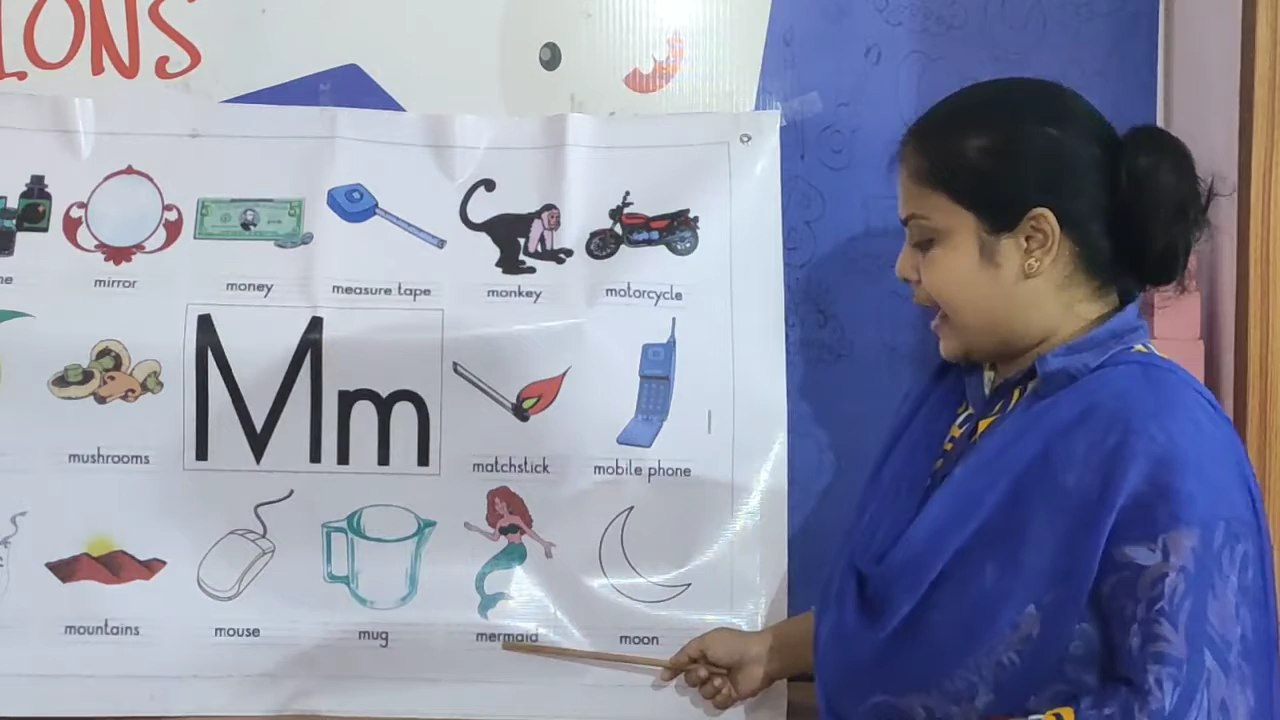 IONS
mirror money measure tape monkey motorcycle
mushrooms Mm matchstick mobile phone
mountains mouse mug mermaid moon